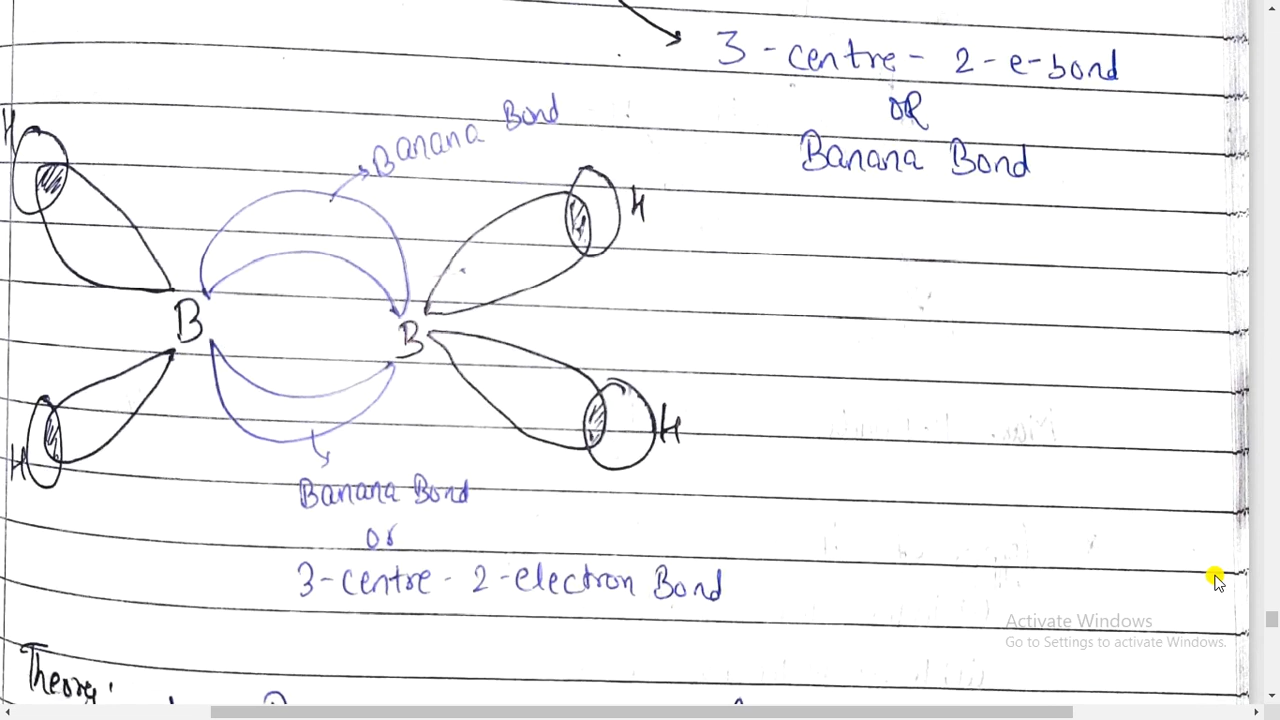 3-centre-2-e-bond
OR
Banana Bond
Banana Bond
H
H
B
B
H
H
Banana Bond
or
3-centre-2-electron Bond
Activate Windows
Go to Settings to activate Windows.
Theory: